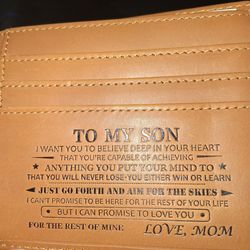 TO MY SON
I WANT YOU TO BELIEVE DEEP IN YOUR HEART
THAT YOU'RE CAPABLE OF ACHIEVING
ANYTHING YOU PUT YOUR MIND TO
THAT YOU WILL NEVER LOSE-YOU EITHER WIN OR LEARN
JUST GO FORTH AND AIM FOR THE SKIES
I CAN'T PROMISE TO BE HERE FOR THE REST OF YOUR LIFE
BUT I CAN PROMISE TO LOVE YOU
FOR THE REST OF MINE
LOVE, MOM